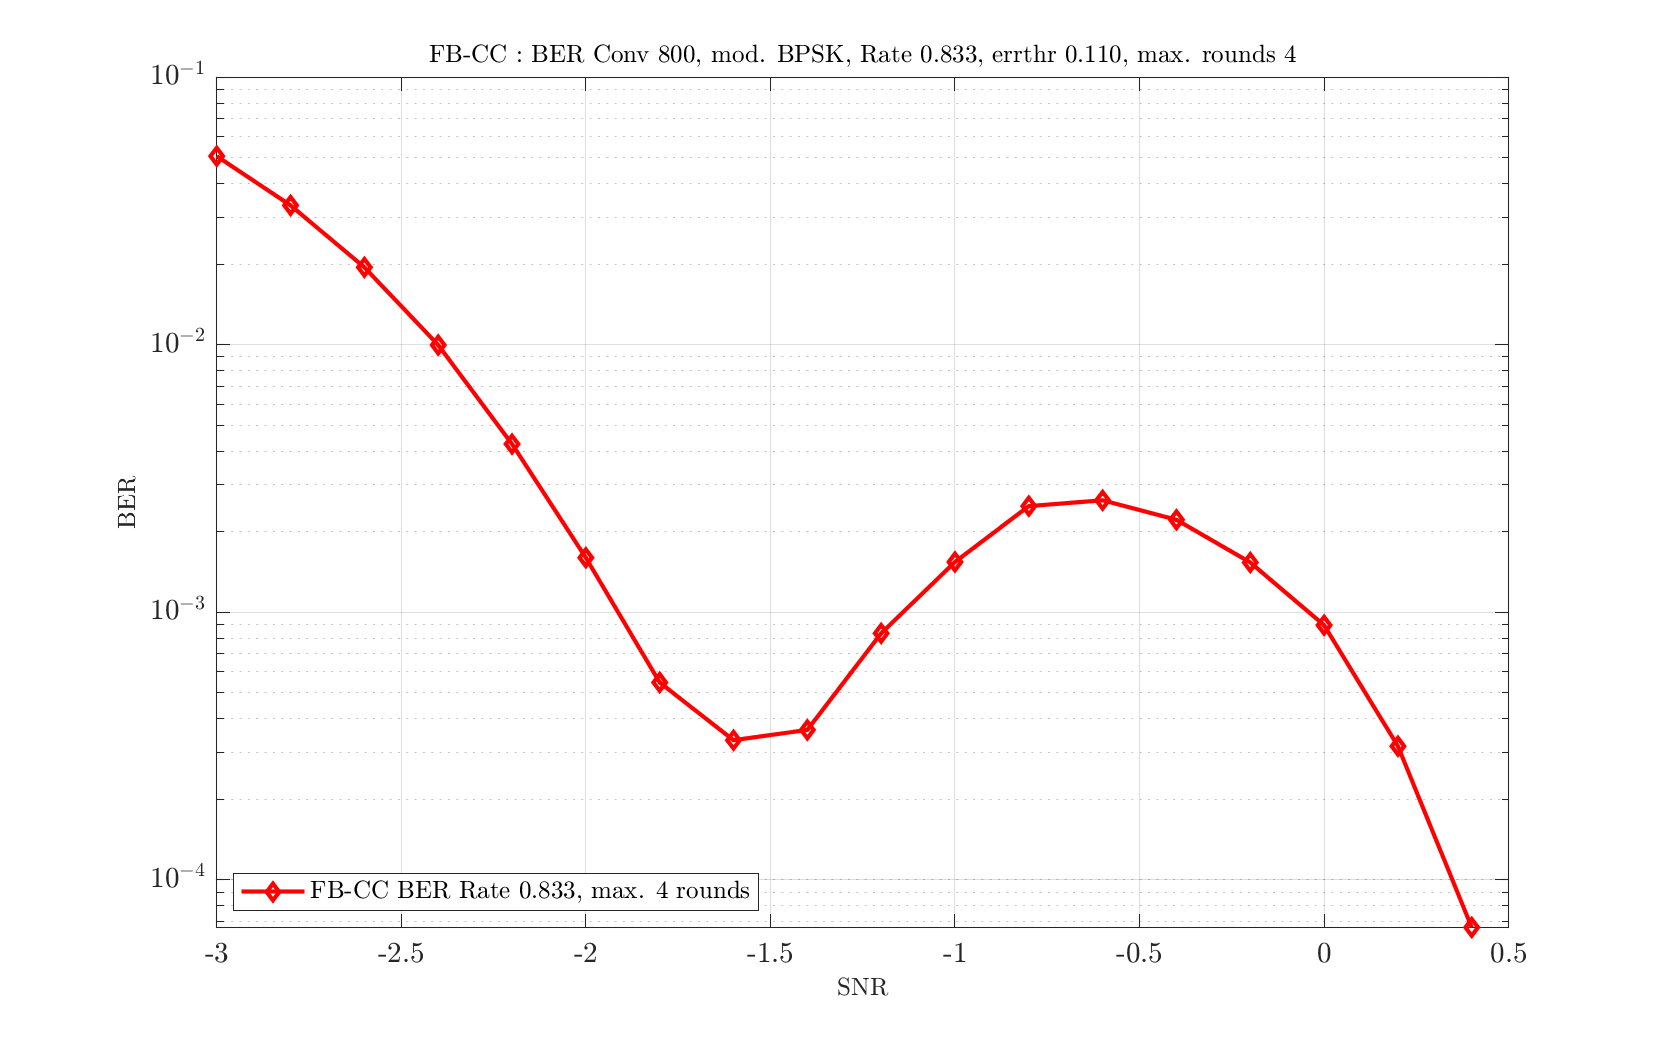 FB-CC : BER Conv 800, mod. BPSK, Rate 0.833, errthr 0.110, max. rounds 4
10⁻¹
10⁻²
10⁻³
10⁻⁴
BER
FB-CC BER Rate 0.833, max. 4 rounds
-3 -2.5 -2 -1.5 -1 -0.5 0 0.5
SNR